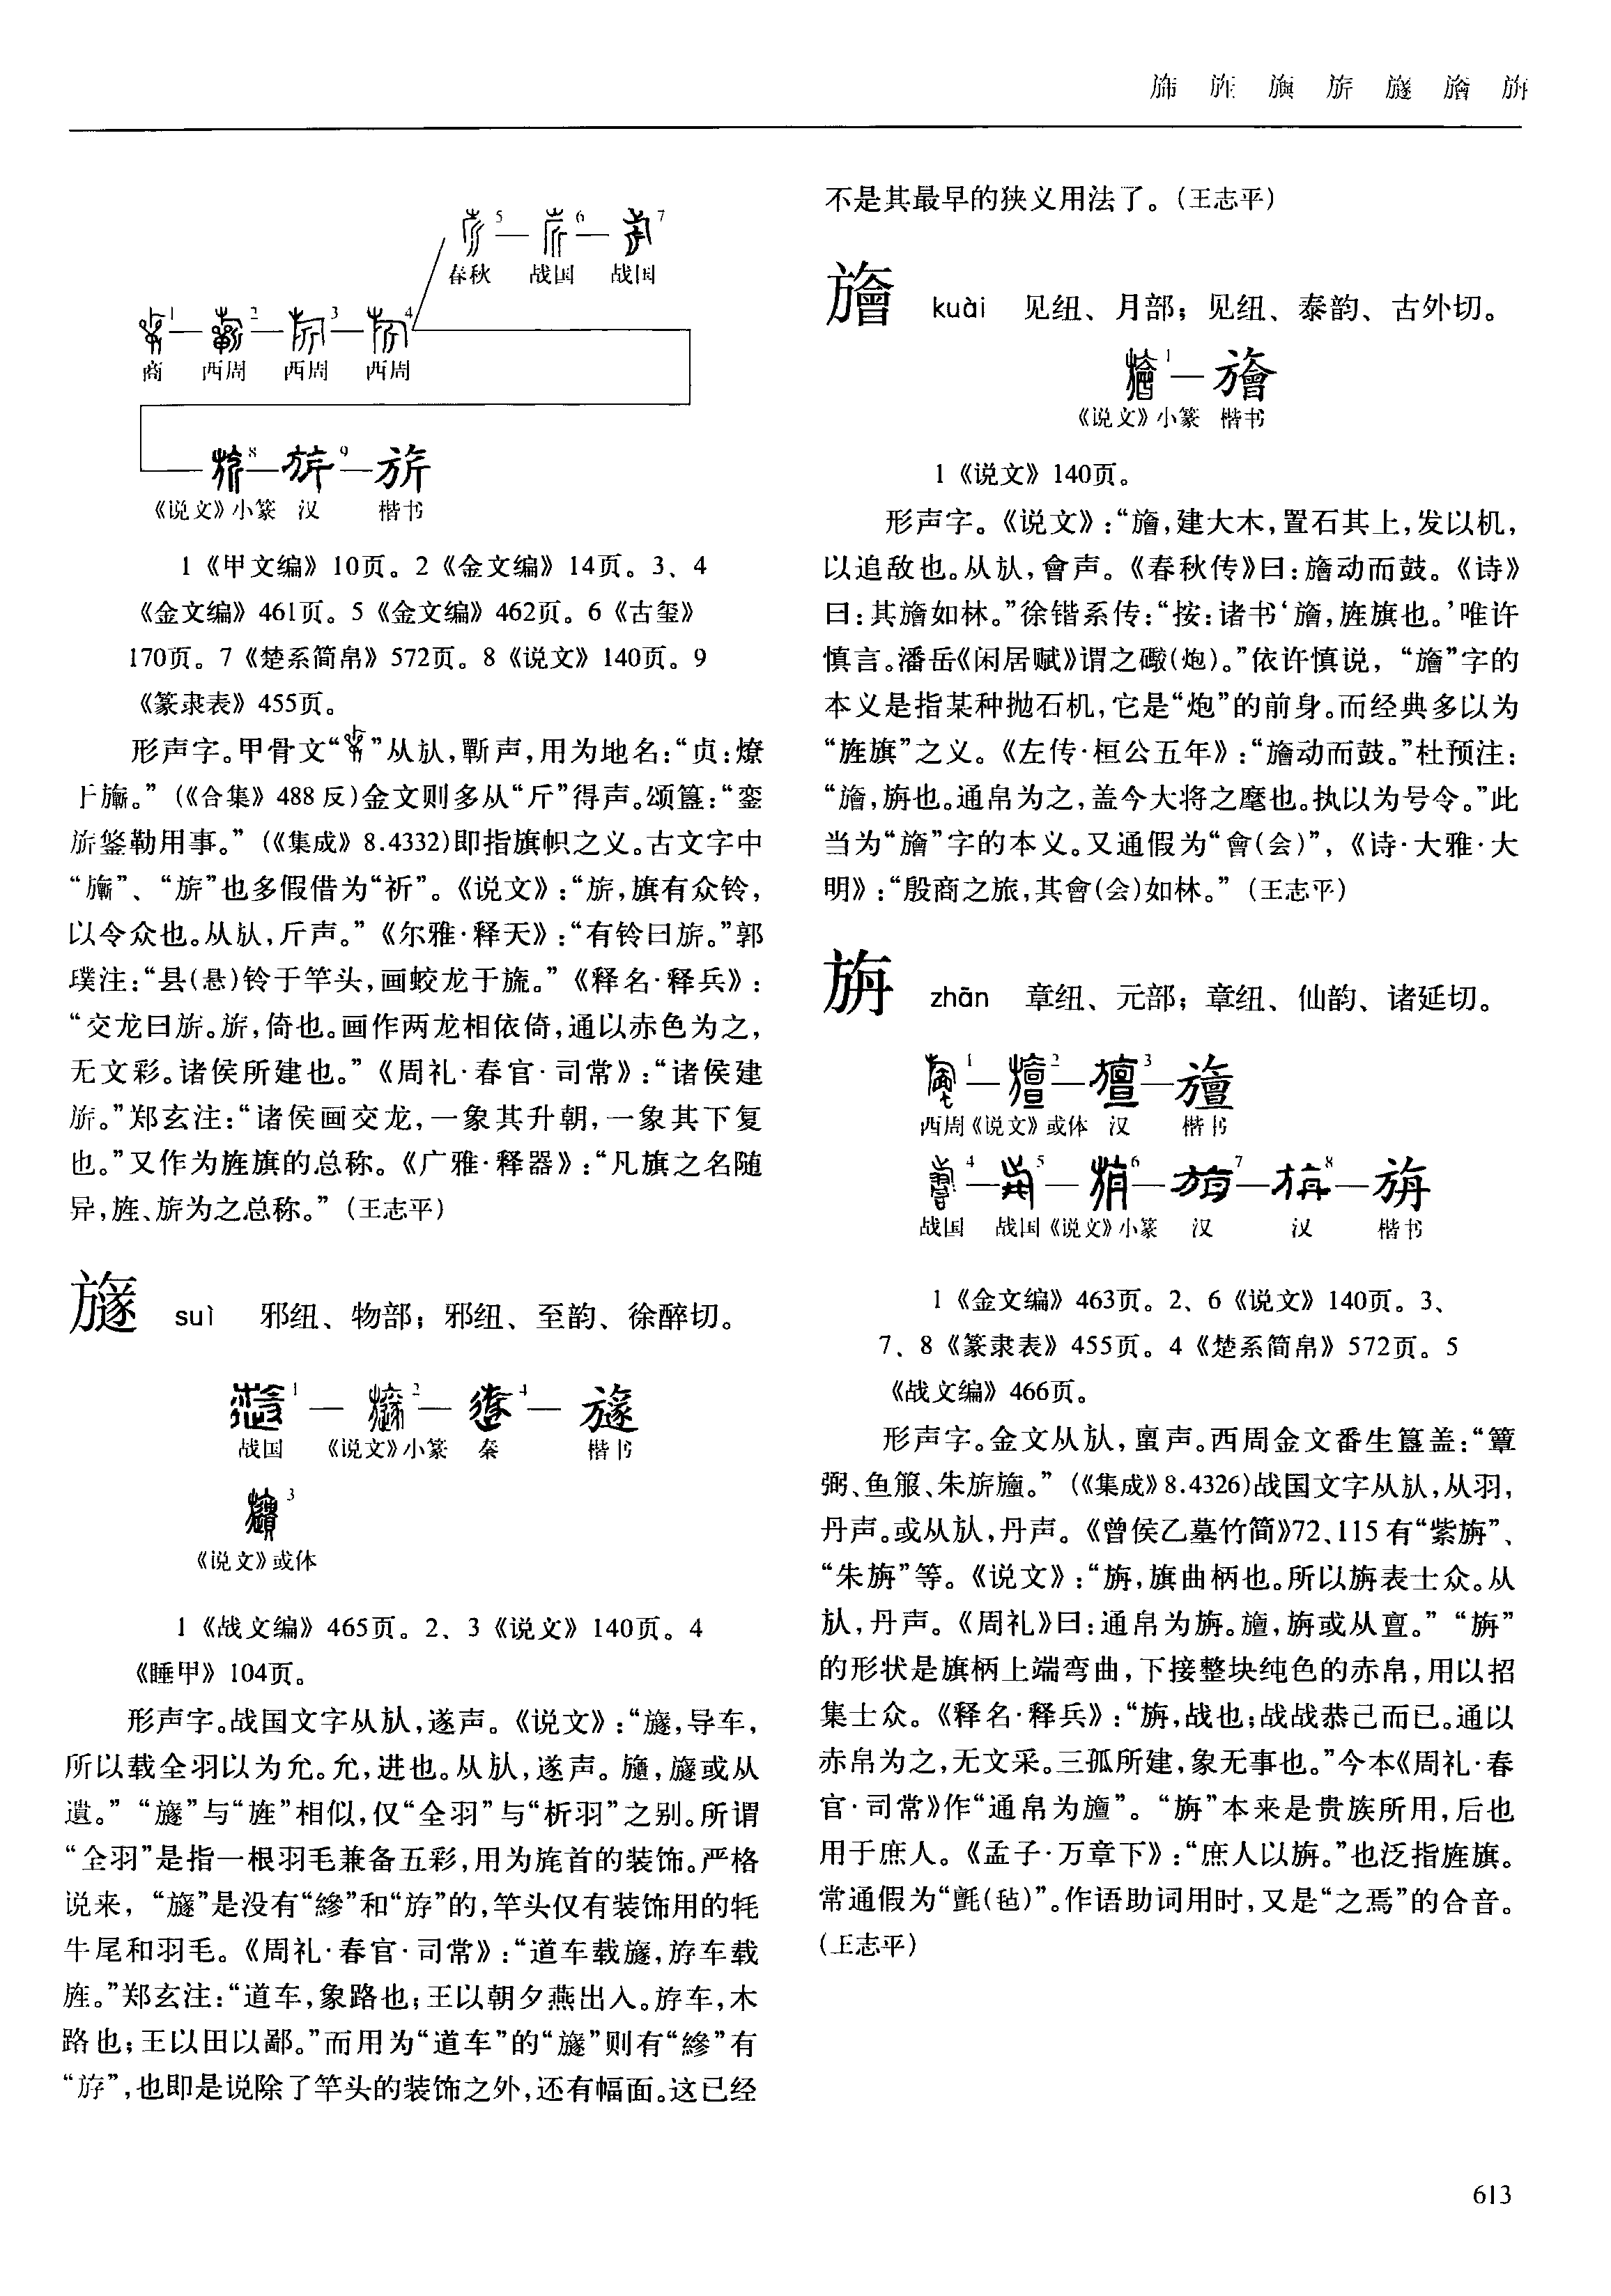 旆 旌 旟 旂 旞 旝 旃
5 6 7
春秋 战国 战国
1 2 3 4
商 西周 西周 西周
8 9 旂
《说文》小篆 汉 楷书
1《甲文编》10页。2《金文编》14页。3、4
《金文编》461页。5《金文编》462页。6《古玺》
170页。7《楚系简帛》572页。8《说文》140页。9
《篆隶表》455页。
形声字。甲骨文“”从㫃，斳声，用为地名：“贞：燎
于旂。”（《合集》488反）金文则多从“斤”得声。颂簋：“銮
旂鋚勒用事。”（《集成》8.4332）即指旗帜之义。古文字中
“”、“旂”也多假借为“祈”。《说文》：“旂，旗有众铃，
以令众也。从㫃，斤声。”《尔雅·释天》：“有铃曰旂。”郭
璞注：“县（悬）铃于竿头，画蛟龙于旒。”《释名·释兵》：
“交龙曰旂。旂，倚也。画作两龙相依倚，通以赤色为之，
无文彩。诸侯所建也。”《周礼·春官·司常》：“诸侯建
旂。”郑玄注：“诸侯画交龙，一象其升朝，一象其下复
也。”又作为旌旗的总称。《广雅·释器》：“凡旗之名随
异，旌、旂为之总称。”（王志平）
旞 suì 邪纽、物部；邪纽、至韵、徐醉切。
1 2 4 旞
战国 《说文》小篆 秦 楷书
3
《说文》或体
1《战文编》465页。2、3《说文》140页。4
《睡甲》104页。
形声字。战国文字从㫃，遂声。《说文》：“旞，导车，
所以载全羽以为允。允，进也。从㫃，遂声。䍁，旞或从
遗。”“旞”与“旌”相似，仅“全羽”与“析羽”之别。所谓
“全羽”是指一根羽毛兼备五彩，用为旄首的装饰。严格
说来，“旞”是没有“縿”和“斿”的，竿头仅有装饰用的牦
牛尾和羽毛。《周礼·春官·司常》：“道车载旞，斿车载
旌。”郑玄注：“道车，象路也；王以朝夕燕出入。斿车，木
路也；王以田以鄙。”而用为“道车”的“旞”则有“縿”有
“斿”，也即是说除了竿头的装饰之外，还有幅面。这已经
不是其最早的狭义用法了。（王志平）
旝 kuài 见纽、月部；见纽、泰韵、古外切。
1 旝
《说文》小篆 楷书
1《说文》140页。
形声字。《说文》：“旝，建大木，置石其上，发以机，
以追敌也。从㫃，會声。《春秋传》曰：旝动而鼓。《诗》
曰：其旝如林。”徐锴系传：“按：诸书‘旝，旌旗也。’唯许
慎言。潘岳《闲居赋》谓之礮（炮）。”依许慎说，“旝”字的
本义是指某种抛石机，它是“炮”的前身。而经典多以为
“旌旗”之义。《左传·桓公五年》：“旝动而鼓。”杜预注：
“旝，旃也。通帛为之，盖今大将之麾也。执以为号令。”此
当为“旝”字的本义。又通假为“會（会）”，《诗·大雅·大
明》：“殷商之旅，其會（会）如林。”（王志平）
旃 zhān 章纽、元部；章纽、仙韵、诸延切。
1 2 3 旜
西周《说文》或体 汉 楷书
4 5 6 7 8 旃
战国 战国《说文》小篆 汉 汉 楷书
1《金文编》463页。2、6《说文》140页。3、
7、8《篆隶表》455页。4《楚系简帛》572页。5
《战文编》466页。
形声字。金文从㫃，亶声。西周金文番生簋盖：“簟
弼、鱼箙、朱旂旜。”（《集成》8.4326）战国文字从㫃，从羽，
丹声。或从㫃，丹声。《曾侯乙墓竹简》72、115有“紫旃”、
“朱旃”等。《说文》：“旃，旗曲柄也。所以旃表士众。从
㫃，丹声。《周礼》曰：通帛为旃。旜，旃或从亶。”“旃”
的形状是旗柄上端弯曲，下接整块纯色的赤帛，用以招
集士众。《释名·释兵》：“旃，战也；战战恭己而已。通以
赤帛为之，无文采。三孤所建，象无事也。”今本《周礼·春
官·司常》作“通帛为旜”。“旃”本来是贵族所用，后也
用于庶人。《孟子·万章下》：“庶人以旃。”也泛指旌旗。
常通假为“氈（毡）”。作语助词用时，又是“之焉”的合音。
（王志平）
613